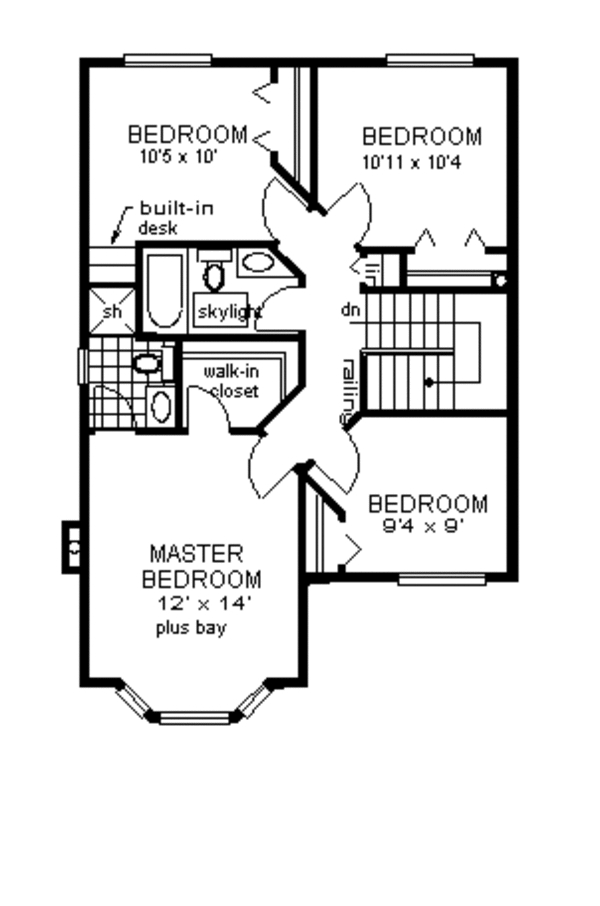 BEDROOM
10'5 x 10'
BEDROOM
10'11 x 10'4
built-in
desk
sh
skylight
dn
walk-in
closet
railing
lin
BEDROOM
9'4 x 9'
MASTER
BEDROOM
12' x 14'
plus bay